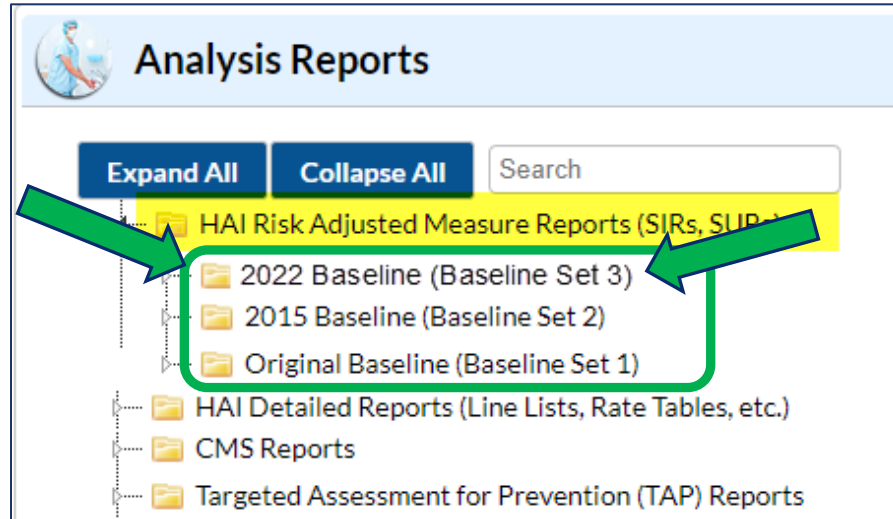 Analysis Reports
Expand All Collapse All Search
HAI Risk Adjusted Measure Reports (SIRs, SURs)
2022 Baseline (Baseline Set 3)
2015 Baseline (Baseline Set 2)
Original Baseline (Baseline Set 1)
HAI Detailed Reports (Line Lists, Rate Tables, etc.)
CMS Reports
Targeted Assessment for Prevention (TAP) Reports